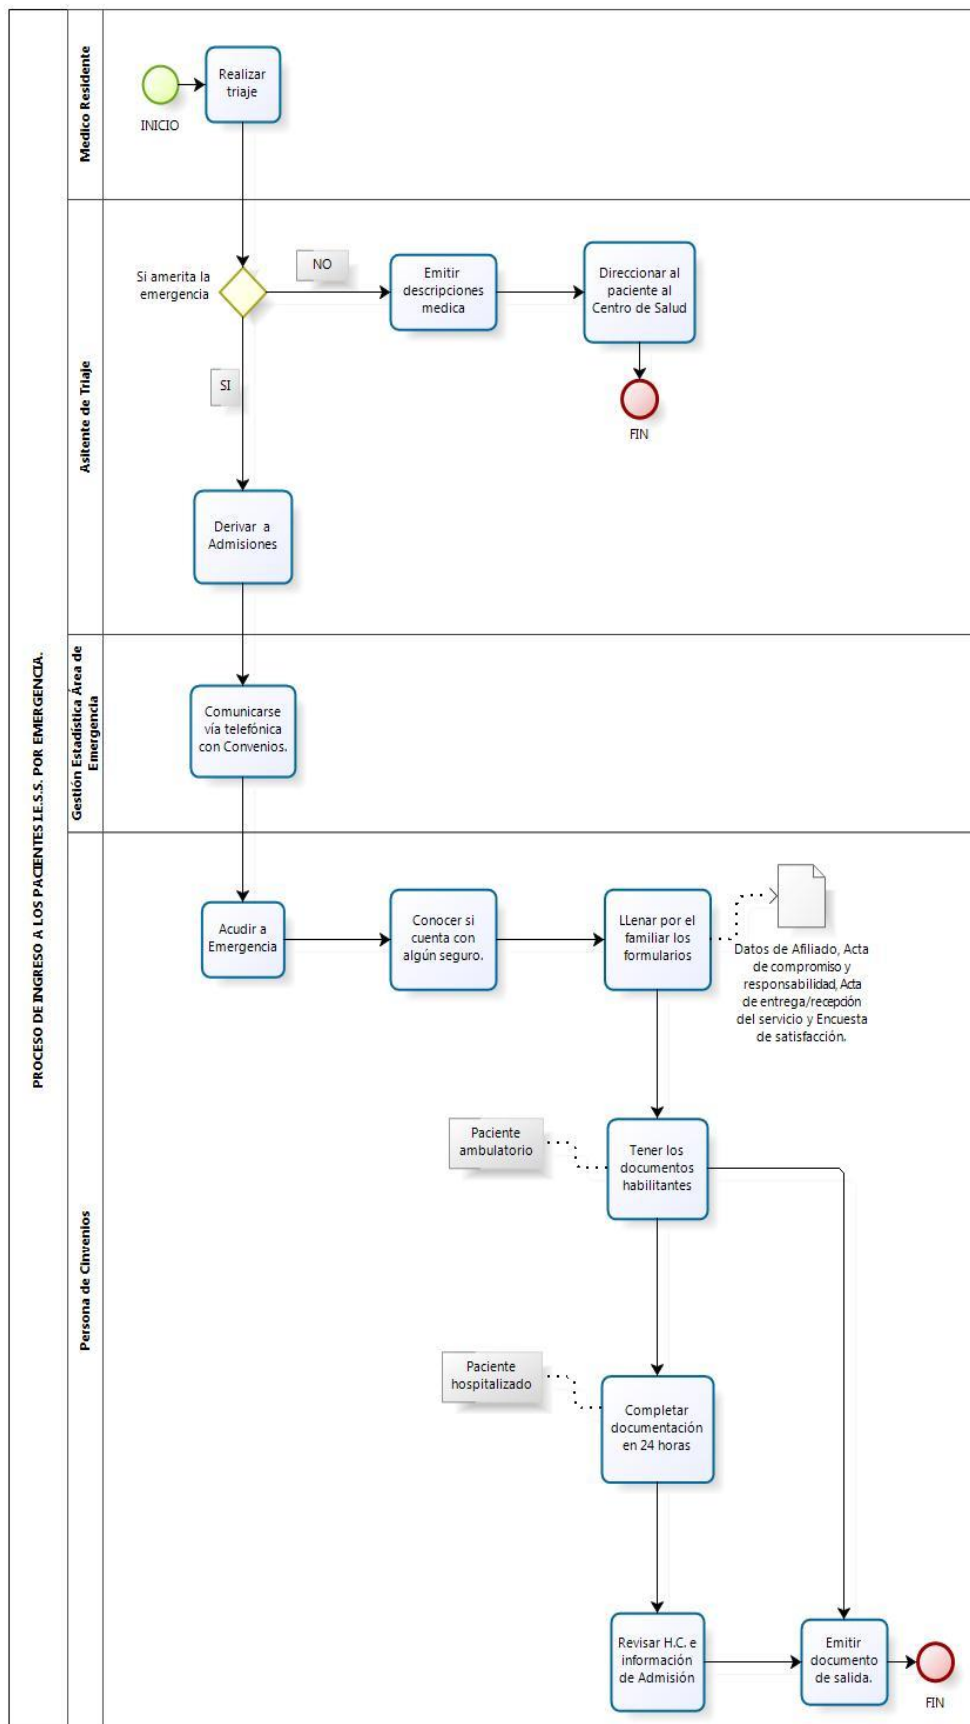 PROCESO DE INGRESO A LOS PACIENTES I.E.S.S. POR EMERGENCIA.
Medico Residente
INICIO
Realizar
triaje
Asitente de Triaje
Si amerita la
emergencia
NO
Emitir
descripciones
medica
Direccionar al
paciente al
Centro de Salud
FIN
SI
Derivar a
Admisiones
Gestión Estadística Área de
Emergencia
Comunicarse
vía telefónica
con Convenios.
Persona de Cinvenios
Acudir a
Emergencia
Conocer si
cuenta con
algún seguro.
LLenar por el
familiar los
formularios
Datos de Afiliado, Acta
de compromiso y
responsabilidad, Acta
de entrega/recepción
del servicio y Encuesta
de satisfacción.
Paciente
ambulatorio
Tener los
documentos
habilitantes
Paciente
hospitalizado
Completar
documentación
en 24 horas
Revisar H.C. e
información
de Admisión
Emitir
documento
de salida.
FIN